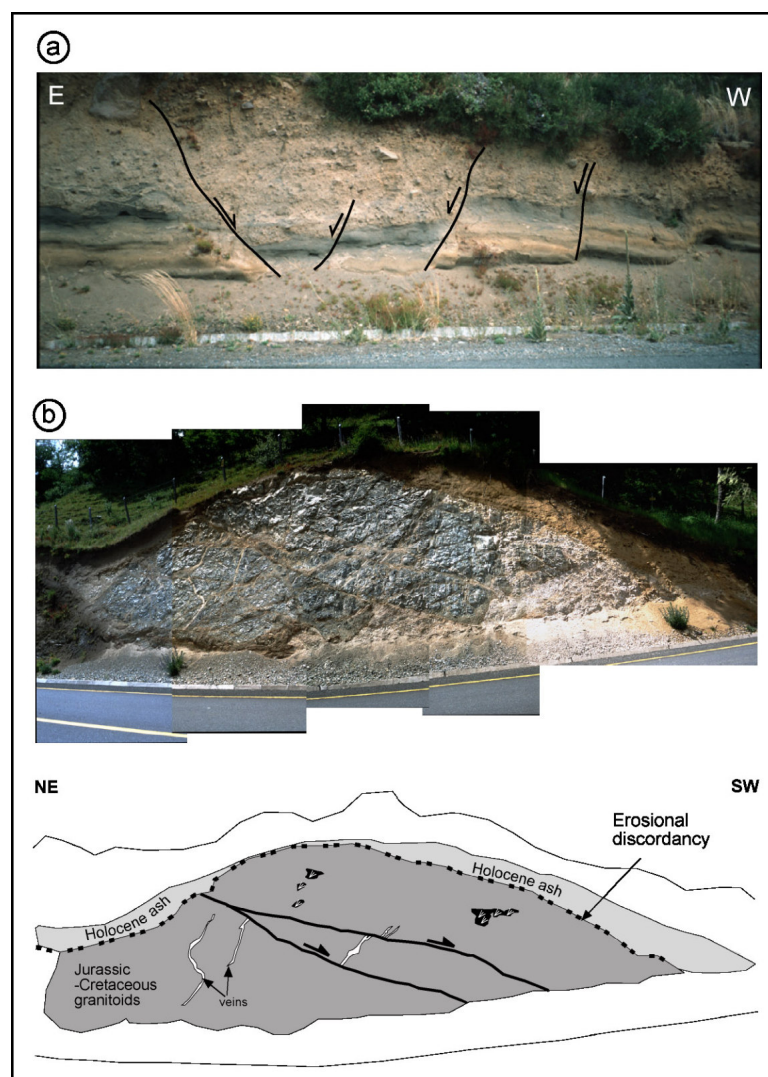 a
E W
b
NE SW
Erosional
discordancy
Holocene ash
Holocene ash
Jurassic
-Cretaceous
granitoids
veins